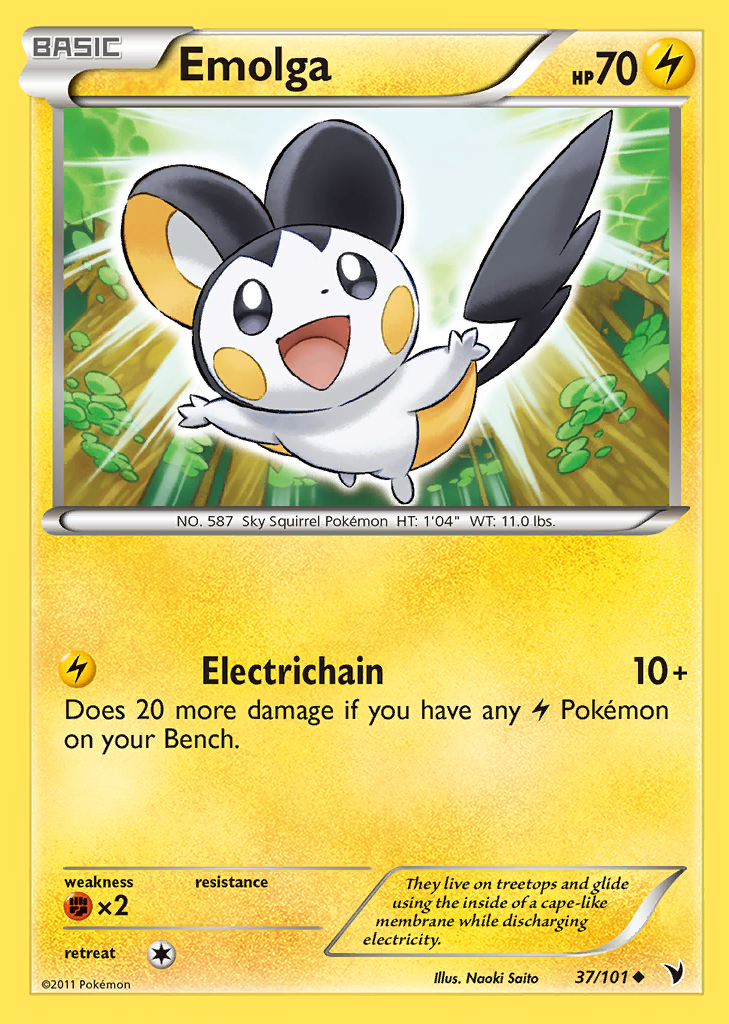 BASIC
Emolga
HP 70
NO. 587 Sky Squirrel Pokémon HT: 1'04" WT: 11.0 lbs.
Electrichain 10+
Does 20 more damage if you have any Pokémon
on your Bench.
weakness resistance
×2
retreat
They live on treetops and glide
using the inside of a cape-like
membrane while discharging
electricity.
©2011 Pokémon
Illus. Naoki Saito 37/101